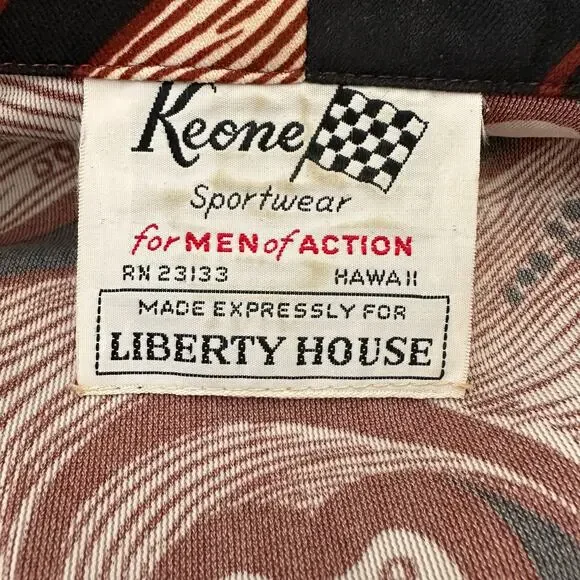 Keone
Sportwear
for MEN of ACTION
RN 23133 HAWAII
MADE EXPRESSLY FOR
LIBERTY HOUSE